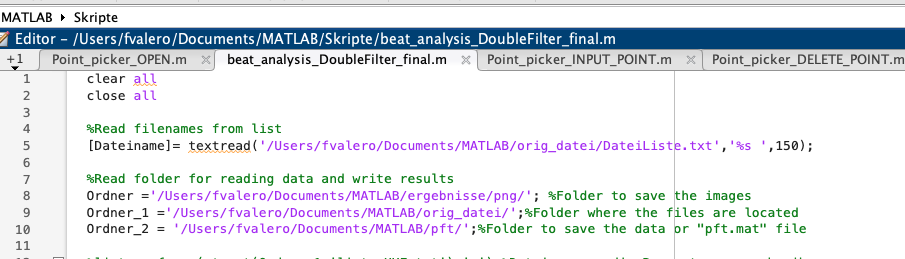 MATLAB ▸ Skripte
Editor – /Users/fvalero/Documents/MATLAB/Skripte/beat_analysis_DoubleFilter_final.m
+1 Point_picker_OPEN.m × beat_analysis_DoubleFilter_final.m × Point_picker_INPUT_POINT.m × Point_picker_DELETE_POINT.m
1 clear all
2 close all
3
4 %Read filenames from list
5 [Dateiname]= textread('/Users/fvalero/Documents/MATLAB/orig_datei/DateiListe.txt','%s ',150);
6
7 %Read folder for reading data and write results
8 Ordner ='/Users/fvalero/Documents/MATLAB/ergebnisse/png/'; %Folder to save the images
9 Ordner_1 ='/Users/fvalero/Documents/MATLAB/orig_datei/';%Folder where the files are located
10 Ordner_2 = '/Users/fvalero/Documents/MATLAB/pft/';%Folder to save the data or "pft.mat" file
11